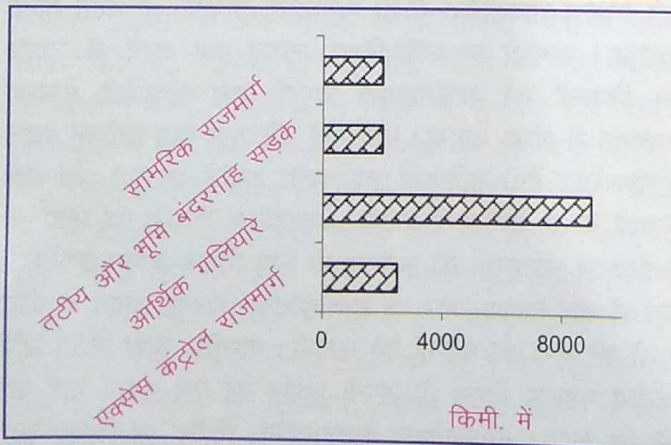 सामरिक राजमार्ग
तटीय और भूमि बंदरगाह सड़कें
आर्थिक गलियार
एक्सेस कंट्रोल राजमार्ग
0 4000 8000
किमी. में